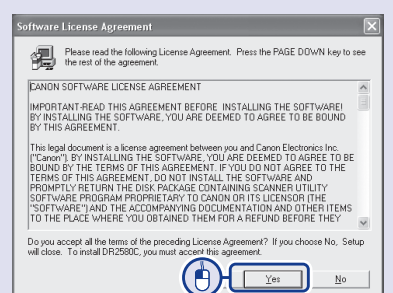 Software License Agreement
Please read the following License Agreement. Press the PAGE DOWN key to see
the rest of the agreement.
CANON SOFTWARE LICENSE AGREEMENT
IMPORTANT-READ THIS AGREEMENT BEFORE INSTALLING THE SOFTWARE!
BY INSTALLING THE SOFTWARE, YOU ARE DEEMED TO AGREE TO BE BOUND
BY THIS AGREEMENT.
This legal document is a license agreement between you and Canon Electronics Inc.
("Canon"). BY INSTALLING THE SOFTWARE, YOU ARE DEEMED TO AGREE TO BE
BOUND BY THE TERMS OF THIS AGREEMENT. IF YOU DO NOT AGREE TO THE
TERMS OF THIS AGREEMENT, DO NOT INSTALL THE SOFTWARE AND
PROMPTLY RETURN THE DISK PACKAGE CONTAINING SCANNER UTILITY
SOFTWARE PROGRAM PROPRIETARY TO CANON OR ITS LICENSOR (THE
"SOFTWARE") AND THE ACCOMPANYING DOCUMENTATION AND OTHER ITEMS
TO THE PLACE WHERE YOU OBTAINED THEM FOR A REFUND BEFORE THEY
Do you accept all the terms of the preceding License Agreement? If you choose No, Setup
will close. To install DR2580C, you must accept this agreement.
Yes No